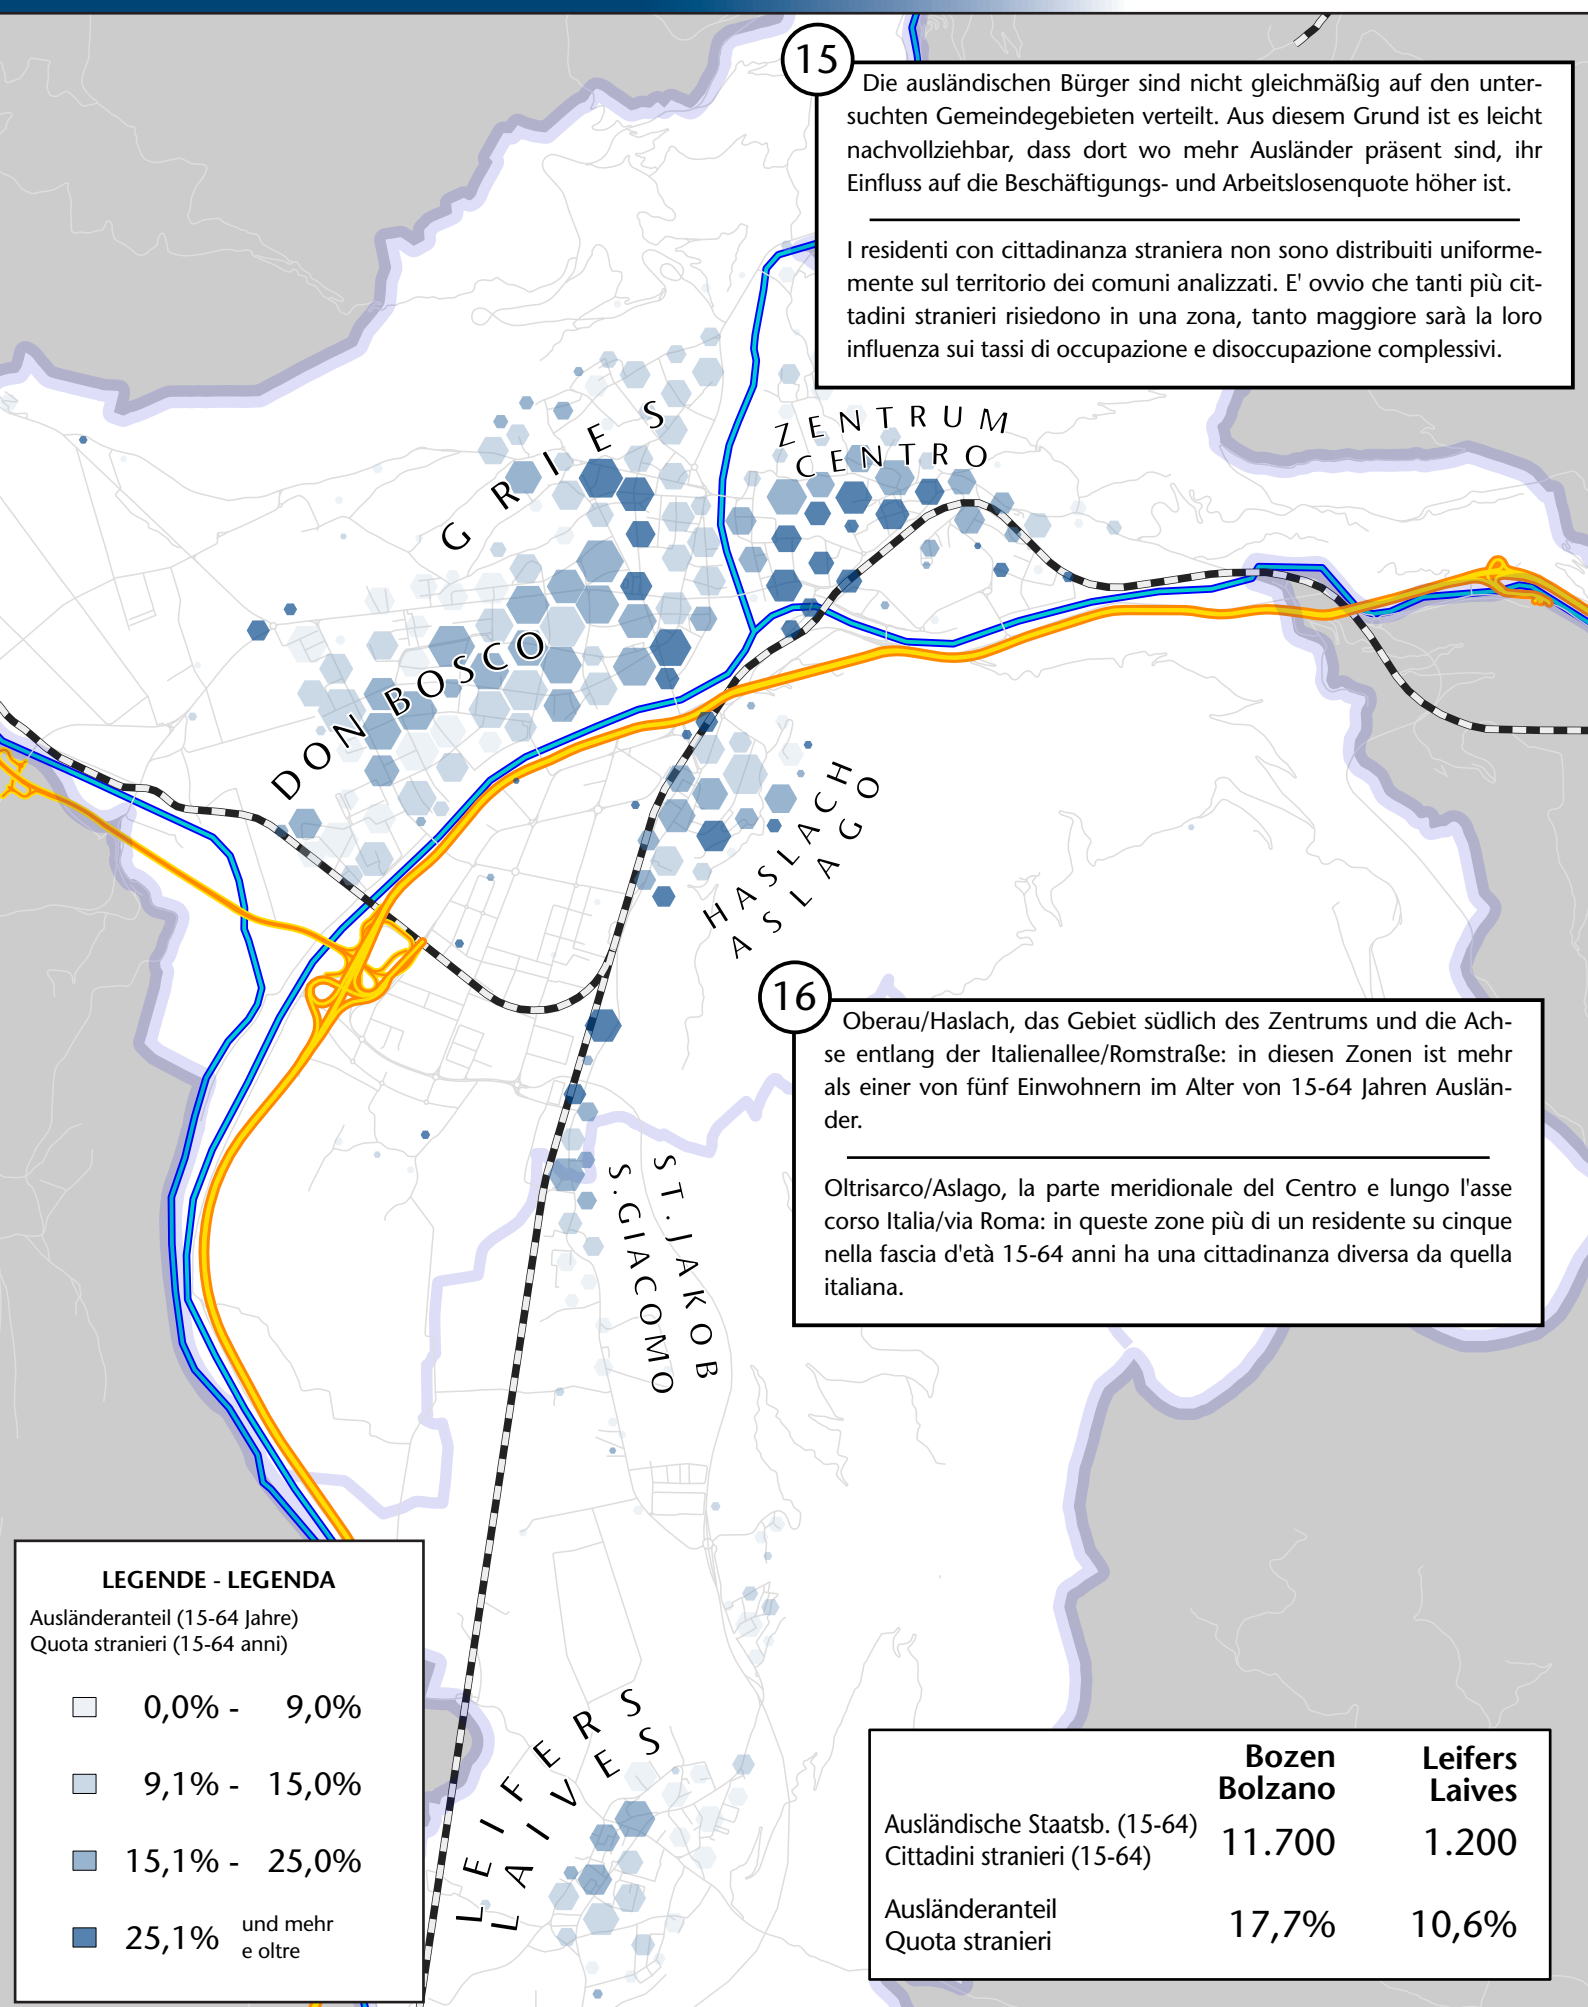 15
Die ausländischen Bürger sind nicht gleichmäßig auf den unter-
suchten Gemeindegebieten verteilt. Aus diesem Grund ist es leicht
nachvollziehbar, dass dort wo mehr Ausländer präsent sind, ihr
Einfluss auf die Beschäftigungs- und Arbeitslosenquote höher ist.
I residenti con cittadinanza straniera non sono distribuiti uniforme-
mente sul territorio dei comuni analizzati. E' ovvio che tanti più cit-
tadini stranieri risiedono in una zona, tanto maggiore sarà la loro
influenza sui tassi di occupazione e disoccupazione complessivi.
GRIES
ZENTRUM
CENTRO
DON BOSCO
HASLACH
ASLAGO
16
Oberau/Haslach, das Gebiet südlich des Zentrums und die Ach-
se entlang der Italienallee/Romstraße: in diesen Zonen ist mehr
als einer von fünf Einwohnern im Alter von 15-64 Jahren Auslän-
der.
Oltrisarco/Aslago, la parte meridionale del Centro e lungo l'asse
corso Italia/via Roma: in queste zone più di un residente su cinque
nella fascia d'età 15-64 anni ha una cittadinanza diversa da quella
italiana.
ST.JAKOB
S.GIACOMO
LEIFERS
LAIVES
LEGENDE - LEGENDA
Ausländeranteil (15-64 Jahre)
Quota stranieri (15-64 anni)
0,0% - 9,0%
9,1% - 15,0%
15,1% - 25,0%
25,1% und mehr
e oltre
Bozen Leifers
Bolzano Laives
Ausländische Staatsb. (15-64)
Cittadini stranieri (15-64)
11.700 1.200
Ausländeranteil
Quota stranieri
17,7% 10,6%